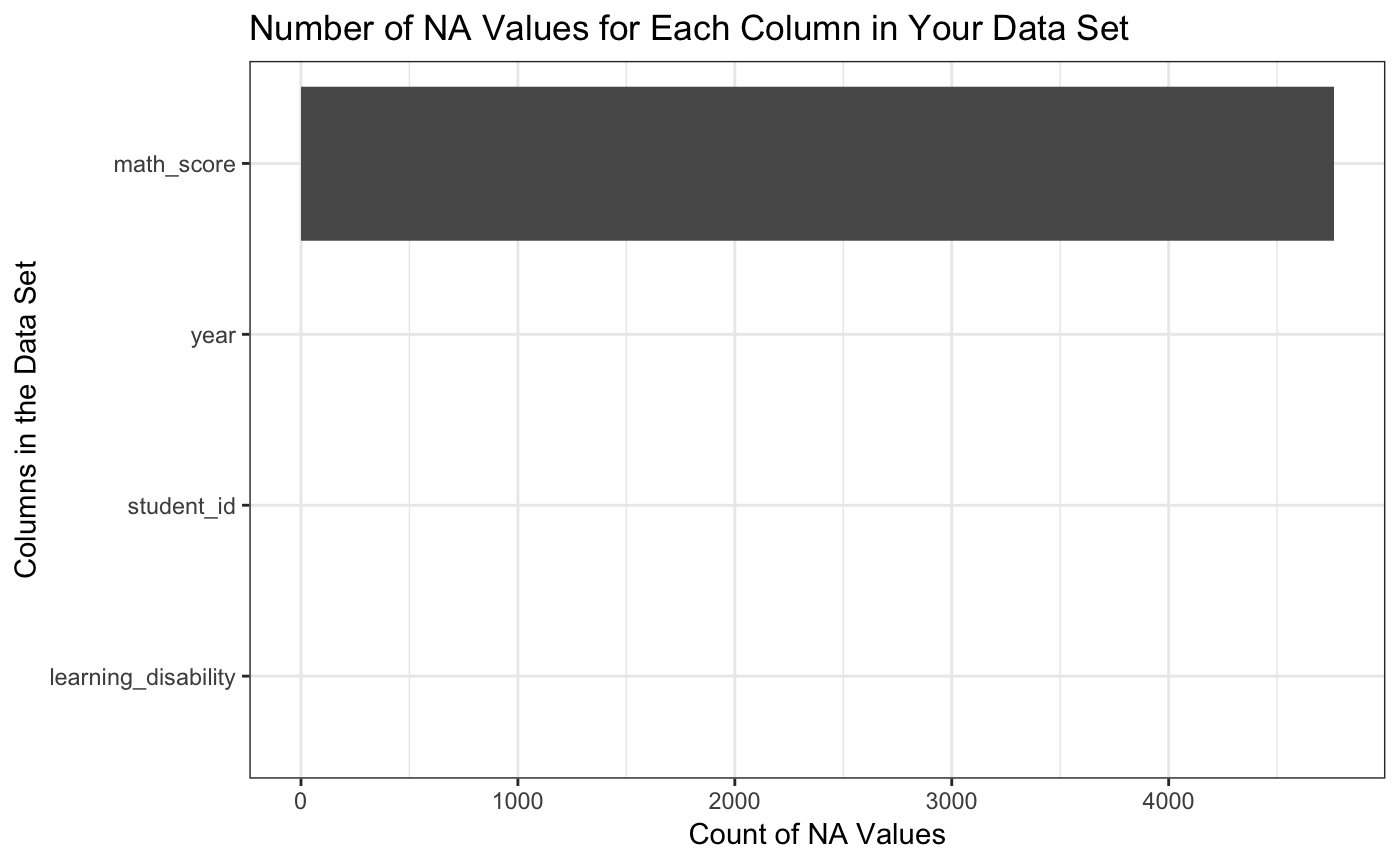 Number of NA Values for Each Column in Your Data Set
Columns in the Data Set
math_score
year
student_id
learning_disability
0 1000 2000 3000 4000
Count of NA Values